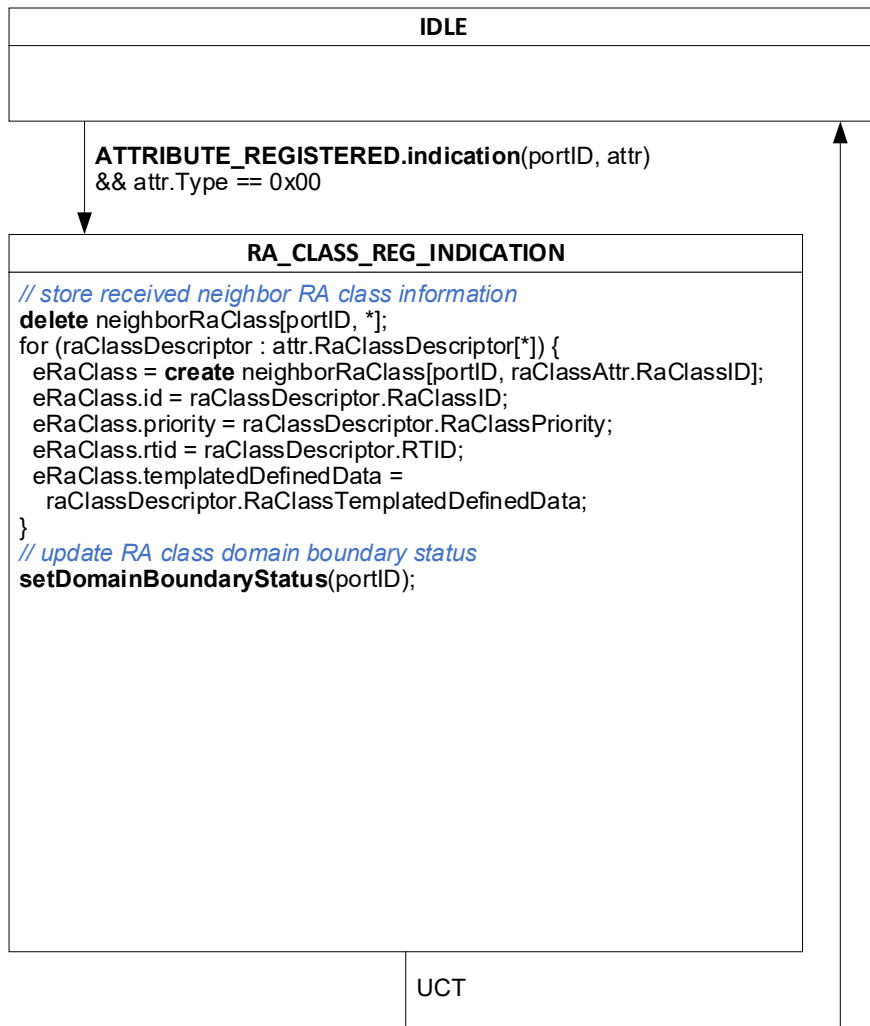 IDLE
ATTRIBUTE_REGISTERED.indication(portID, attr)
&& attr.Type == 0x00
RA_CLASS_REG_INDICATION
// store received neighbor RA class information
delete neighborRaClass[portID, *];
for (raClassDescriptor : attr.RaClassDescriptor[*]) {
eRaClass = create neighborRaClass[portID, raClassAttr.RaClassID];
eRaClass.id = raClassDescriptor.RaClassID;
eRaClass.priority = raClassDescriptor.RaClassPriority;
eRaClass.rtid = raClassDescriptor.RTID;
eRaClass.templatedDefinedData =
raClassDescriptor.RaClassTemplatedDefinedData;
}
// update RA class domain boundary status
setDomainBoundaryStatus(portID);
UCT